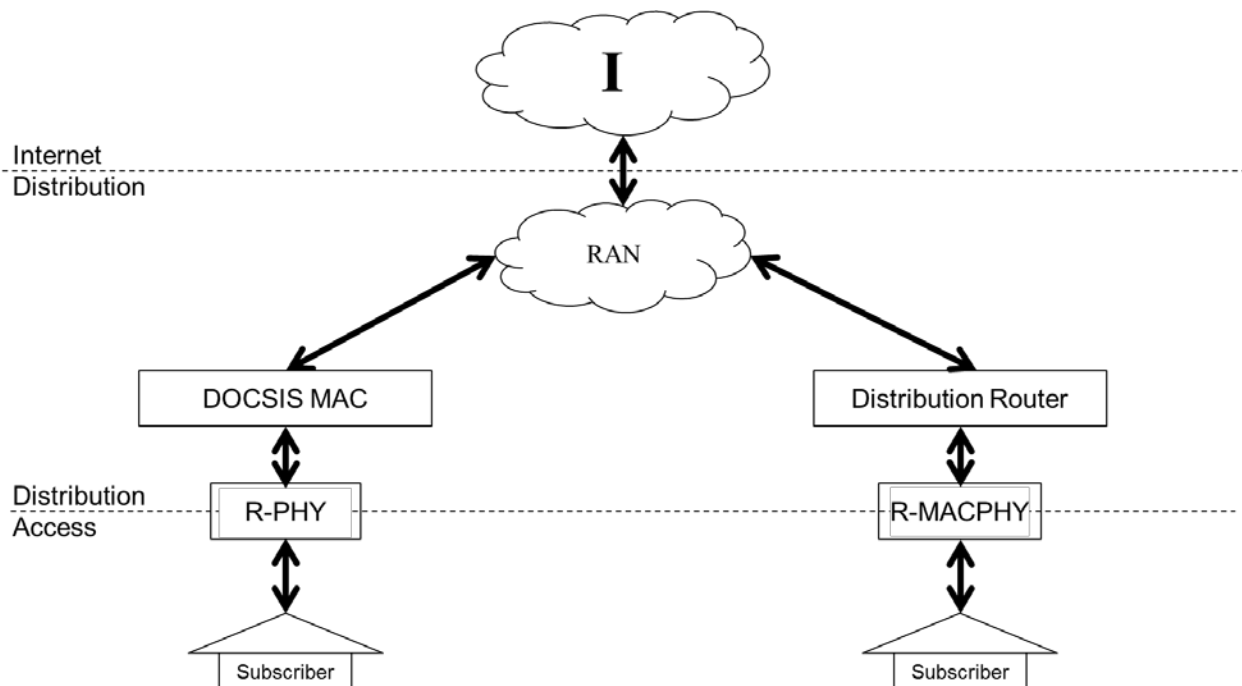 I
Internet
Distribution
RAN
DOCSIS MAC
Distribution Router
Distribution
Access
R-PHY
R-MACPHY
Subscriber
Subscriber